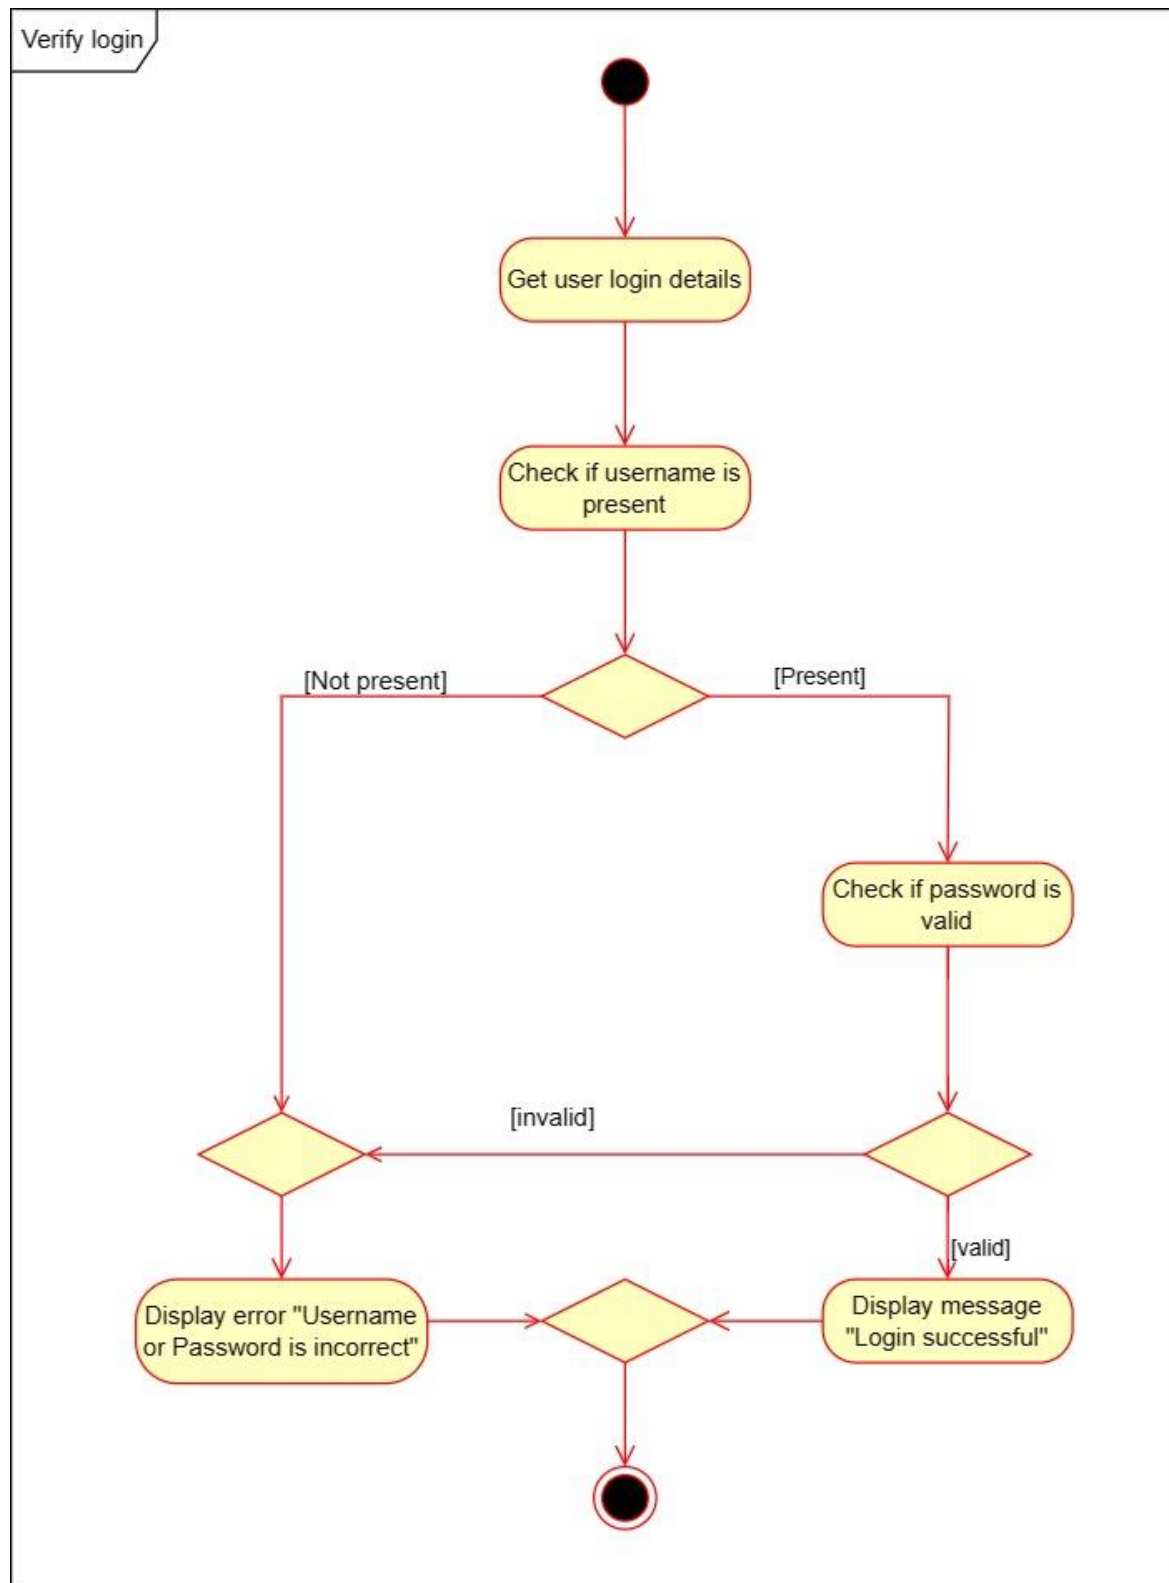 Verify login
Get user login details
Check if username is
present
[Not present]
[Present]
Check if password is
valid
[invalid]
[valid]
Display error "Username
or Password is incorrect"
Display message
"Login successful"